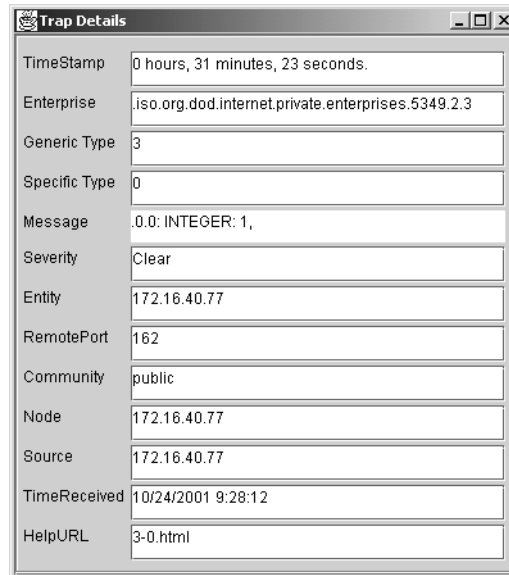 Trap Details
TimeStamp 0 hours, 31 minutes, 23 seconds.
Enterprise .iso.org.dod.internet.private.enterprises.5349.2.3
Generic Type 3
Specific Type 0
Message .0.0: INTEGER: 1,
Severity Clear
Entity 172.16.40.77
RemotePort 162
Community public
Node 172.16.40.77
Source 172.16.40.77
TimeReceived 10/24/2001 9:28:12
HelpURL 3-0.html